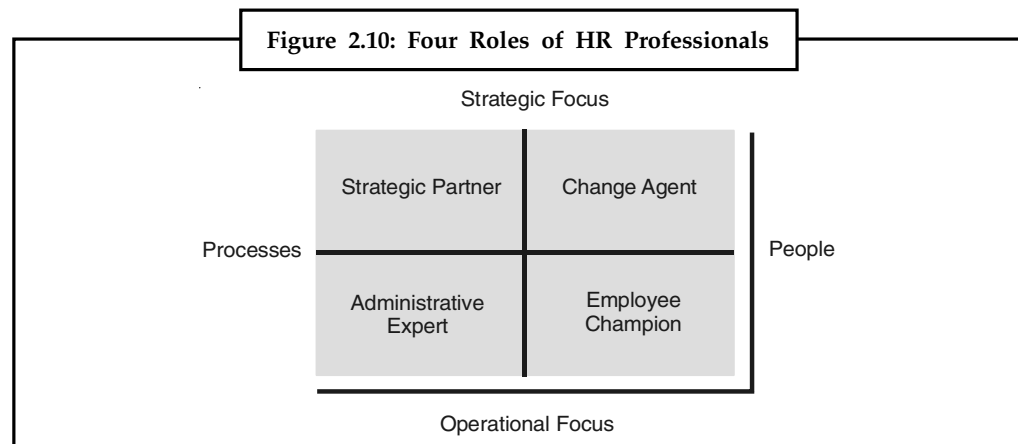 Figure 2.10: Four Roles of HR Professionals
Strategic Focus
Strategic Partner
Change Agent
Processes
People
Administrative
Expert
Employee
Champion
Operational Focus